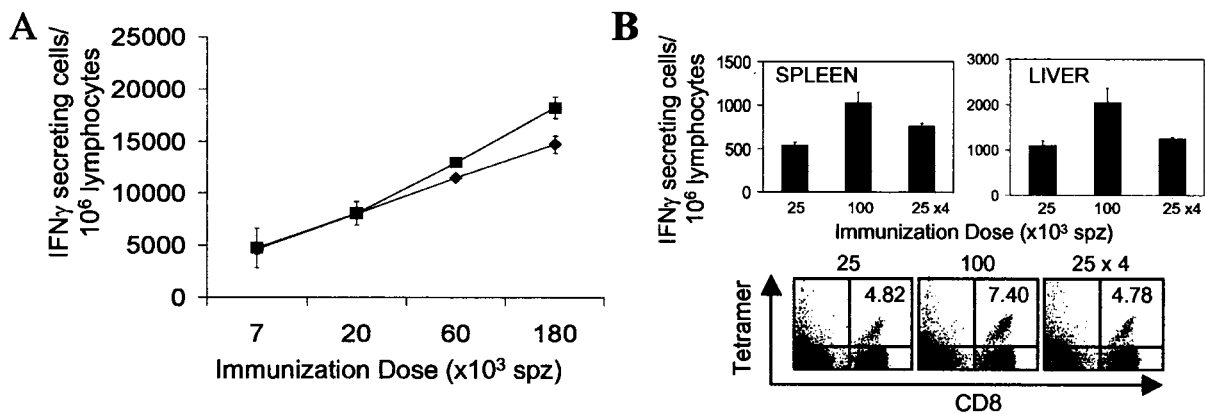 A
IFNγ secreting cells/
10⁶ lymphocytes
25000
20000
15000
10000
5000
0
7 20 60 180
Immunization Dose (x10³ spz)
B
IFNγ secreting cells/
10⁶ lymphocytes
SPLEEN
1500
1000
500
0
25 100 25 x4
LIVER
3000
2000
1000
0
25 100 25 x4
Immunization Dose (x10³ spz)
25 100 25 x 4
4.82 7.40 4.78
Tetramer
CD8